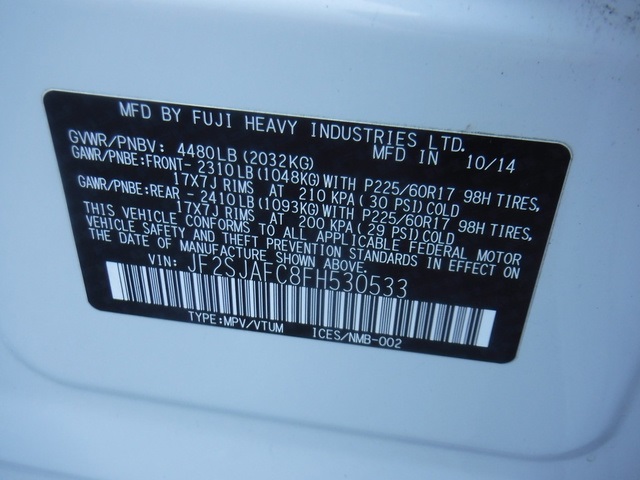 MFD BY FUJI HEAVY INDUSTRIES LTD.
GVWR/PNBV: 4480LB(2032KG) MFD IN 10/14
GAWR/PNBE:FRONT- 2310LB(1048KG)WITH P225/60R17 98H TIRES,
17X7J RIMS AT 210 KPA(30 PSI)COLD
GAWR/PNBE:REAR - 2410LB(1093KG)WITH P225/60R17 98H TIRES,
17X7J RIMS AT 200 KPA(29 PSI)COLD
THIS VEHICLE CONFORMS TO ALL APPLICABLE FEDERAL MOTOR
VEHICLE SAFETY AND THEFT PREVENTION STANDARDS IN EFFECT ON
THE DATE OF MANUFACTURE SHOWN ABOVE.
VIN: JF2SJAFC8FH530533
TYPE:MPV/VTUM ICES/NMB-002